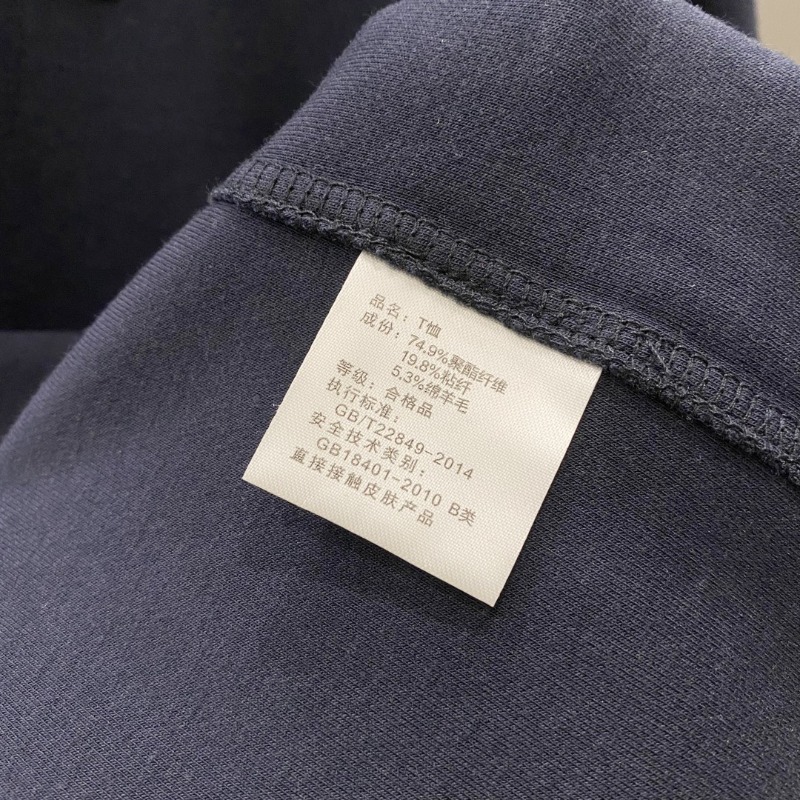 品名：T恤
成份：74.9%聚酯纤维
19.8%粘纤
5.3%绵羊毛
等级：合格品
执行标准：
GB/T22849-2014
安全技术类别：
GB18401-2010 B类
直接接触皮肤产品